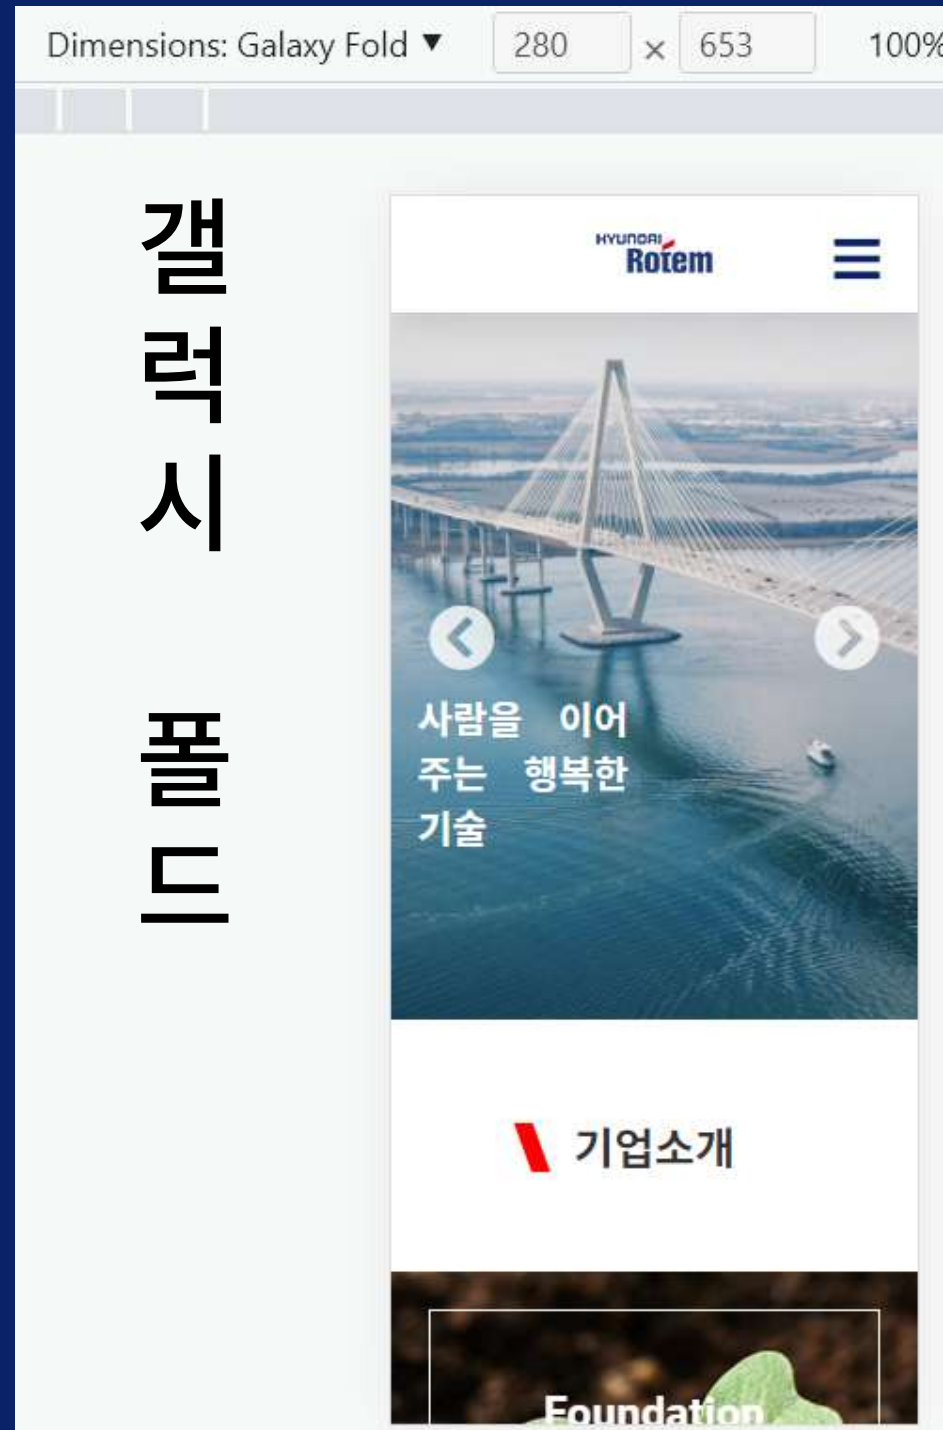 Dimensions: Galaxy Fold ▼ 280 × 653 100%
갤
럭
시
폴
드
HYUNDAI
Rotem
사람을 이어
주는 행복한
기술
기업소개
Foundation